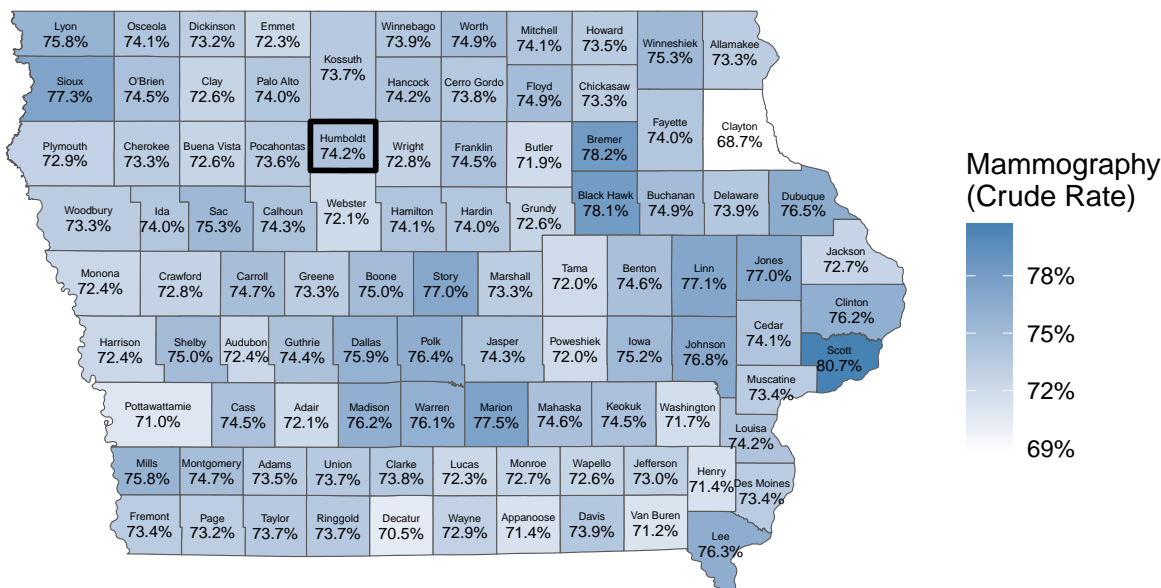 Lyon
75.8%
Osceola
74.1%
Dickinson
73.2%
Emmet
72.3%
Kossuth
73.7%
Winnebago
73.9%
Worth
74.9%
Mitchell
74.1%
Howard
73.5%
Winneshiek
75.3%
Allamakee
73.3%
Sioux
77.3%
O'Brien
74.5%
Clay
72.6%
Palo Alto
74.0%
Hancock
74.2%
Cerro Gordo
73.8%
Floyd
74.9%
Chickasaw
73.3%
Fayette
74.0%
Clayton
68.7%
Plymouth
72.9%
Cherokee
73.3%
Buena Vista
72.6%
Pocahontas
73.6%
Humboldt
74.2%
Wright
72.8%
Franklin
74.5%
Butler
71.9%
Bremer
78.2%
Woodbury
73.3%
Ida
74.0%
Sac
75.3%
Calhoun
74.3%
Webster
72.1%
Hamilton
74.1%
Hardin
74.0%
Grundy
72.6%
Black Hawk
78.1%
Buchanan
74.9%
Delaware
73.9%
Dubuque
76.5%
Monona
72.4%
Crawford
72.8%
Carroll
74.7%
Greene
73.3%
Boone
75.0%
Story
77.0%
Marshall
73.3%
Tama
72.0%
Benton
74.6%
Linn
77.1%
Jones
77.0%
Jackson
72.7%
Clinton
76.2%
Harrison
72.4%
Shelby
75.0%
Audubon
72.4%
Guthrie
74.4%
Dallas
75.9%
Polk
76.4%
Jasper
74.3%
Poweshiek
72.0%
Iowa
75.2%
Johnson
76.8%
Cedar
74.1%
Scott
80.7%
Muscatine
73.4%
Pottawattamie
71.0%
Cass
74.5%
Adair
72.1%
Madison
76.2%
Warren
76.1%
Marion
77.5%
Mahaska
74.6%
Keokuk
74.5%
Washington
71.7%
Louisa
74.2%
Mills
75.8%
Montgomery
74.7%
Adams
73.5%
Union
73.7%
Clarke
73.8%
Lucas
72.3%
Monroe
72.7%
Wapello
72.6%
Jefferson
73.0%
Henry
71.4%
Des Moines
73.4%
Fremont
73.4%
Page
73.2%
Taylor
73.7%
Ringgold
73.7%
Decatur
70.5%
Wayne
72.9%
Appanoose
71.4%
Davis
73.9%
Van Buren
71.2%
Lee
76.3%
Mammography
(Crude Rate)
78%
75%
72%
69%